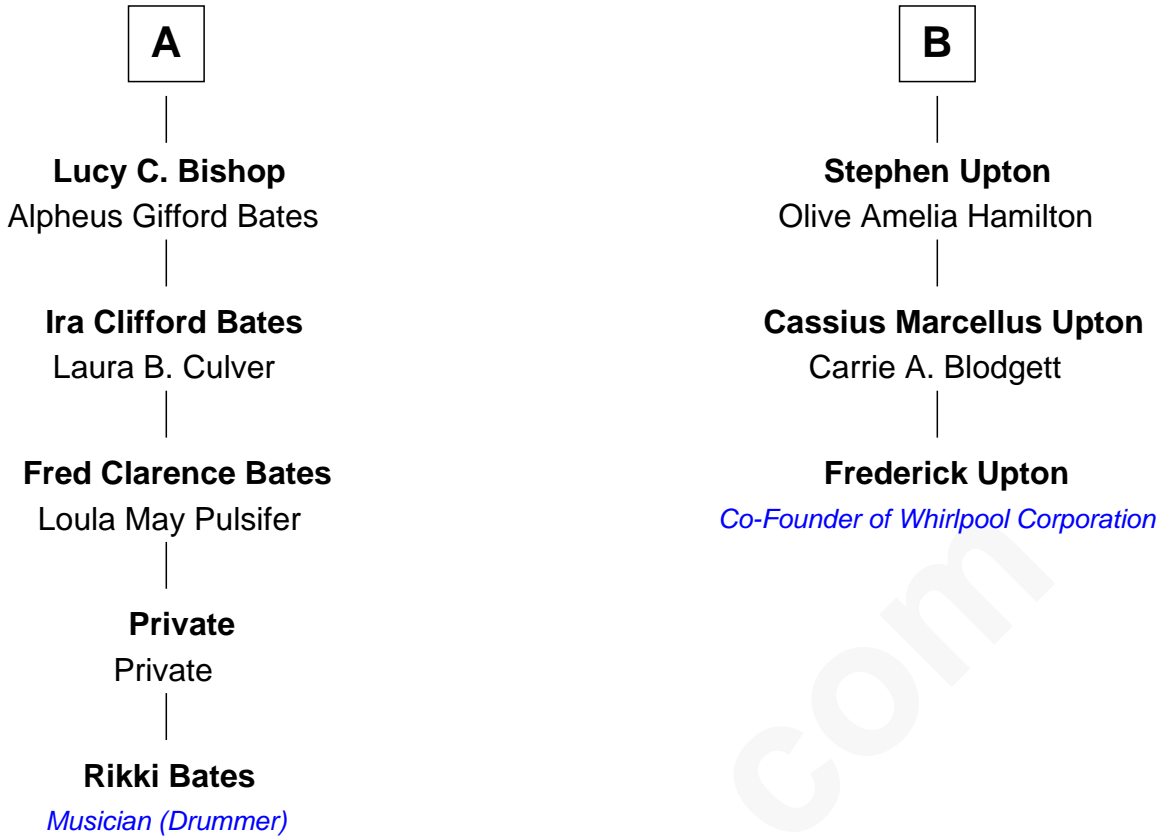 A
Lucy C. Bishop
Alpheus Gifford Bates
Ira Clifford Bates
Laura B. Culver
Fred Clarence Bates
Loula May Pulsifer
Private
Private
Rikki Bates
Musician (Drummer)
B
Stephen Upton
Olive Amelia Hamilton
Cassius Marcellus Upton
Carrie A. Blodgett
Frederick Upton
Co-Founder of Whirlpool Corporation
com